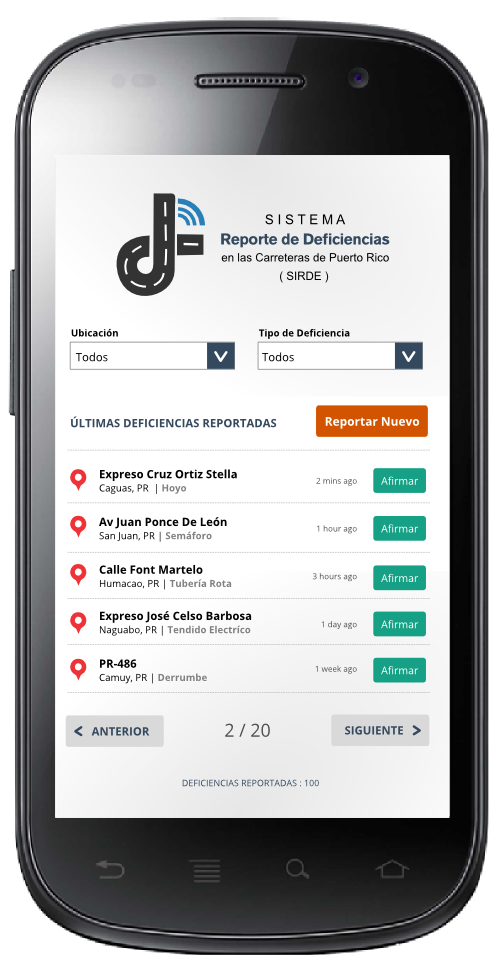 SISTEMA
Reporte de Deficiencias
en las Carreteras de Puerto Rico
( SIRDE )
Ubicación
Tipo de Deficiencia
Todos
Todos
ÚLTIMAS DEFICIENCIAS REPORTADAS
Reportar Nuevo
Expreso Cruz Ortiz Stella
Caguas, PR | Hoyo
2 mins ago
Afirmar
Av Juan Ponce De León
San Juan, PR | Semáforo
1 hour ago
Afirmar
Calle Font Martelo
Humacao, PR | Tubería Rota
3 hours ago
Afirmar
Expreso José Celso Barbosa
Naguabo, PR | Tendido Electríco
1 day ago
Afirmar
PR-486
Camuy, PR | Derrumbe
1 week ago
Afirmar
ANTERIOR
2 / 20
SIGUIENTE
DEFICIENCIAS REPORTADAS : 100